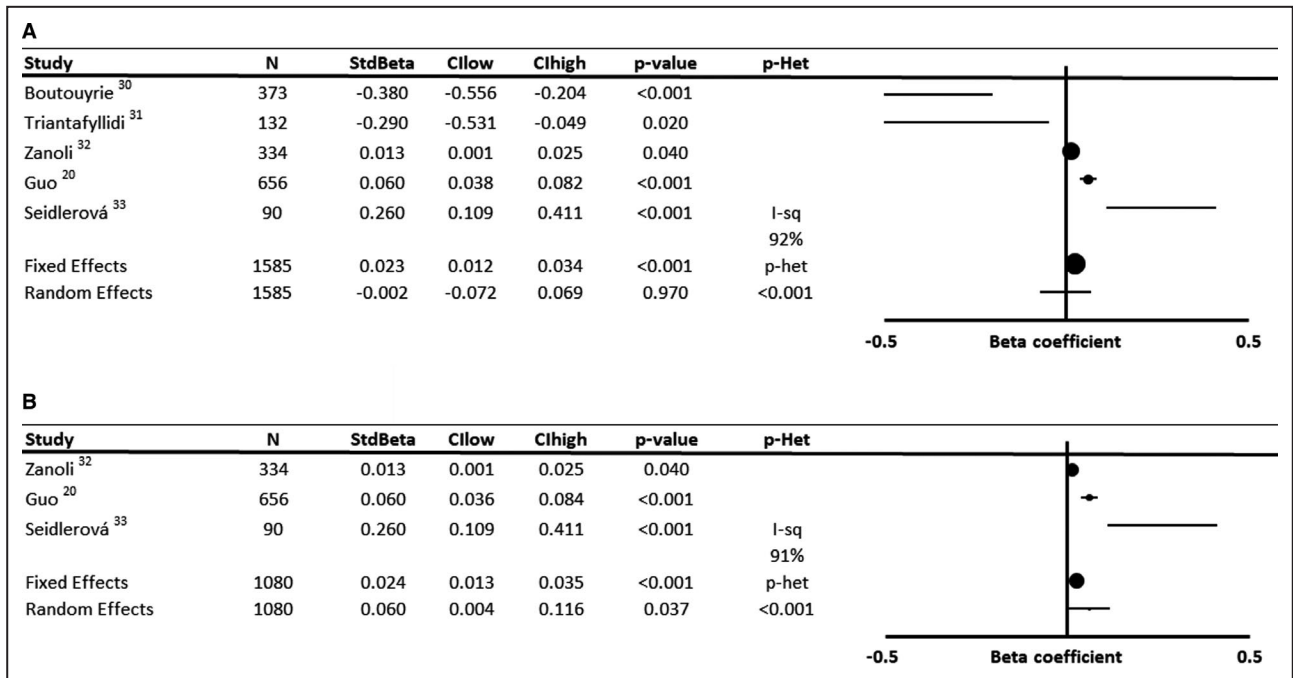 A
Study N StdBeta CIlow CIhigh p-value p-Het
Boutouyrie 30 373 -0.380 -0.556 -0.204 <0.001
Triantafyllidi 31 132 -0.290 -0.531 -0.049 0.020
Zanoli 32 334 0.013 0.001 0.025 0.040
Guo 20 656 0.060 0.038 0.082 <0.001
Seidlerová 33 90 0.260 0.109 0.411 <0.001 I-sq
92%
Fixed Effects 1585 0.023 0.012 0.034 <0.001 p-het
Random Effects 1585 -0.002 -0.072 0.069 0.970 <0.001
-0.5 Beta coefficient 0.5
B
Study N StdBeta CIlow CIhigh p-value p-Het
Zanoli 32 334 0.013 0.001 0.025 0.040
Guo 20 656 0.060 0.036 0.084 <0.001
Seidlerová 33 90 0.260 0.109 0.411 <0.001 I-sq
91%
Fixed Effects 1080 0.024 0.013 0.035 <0.001 p-het
Random Effects 1080 0.060 0.004 0.116 0.037 <0.001
-0.5 Beta coefficient 0.5